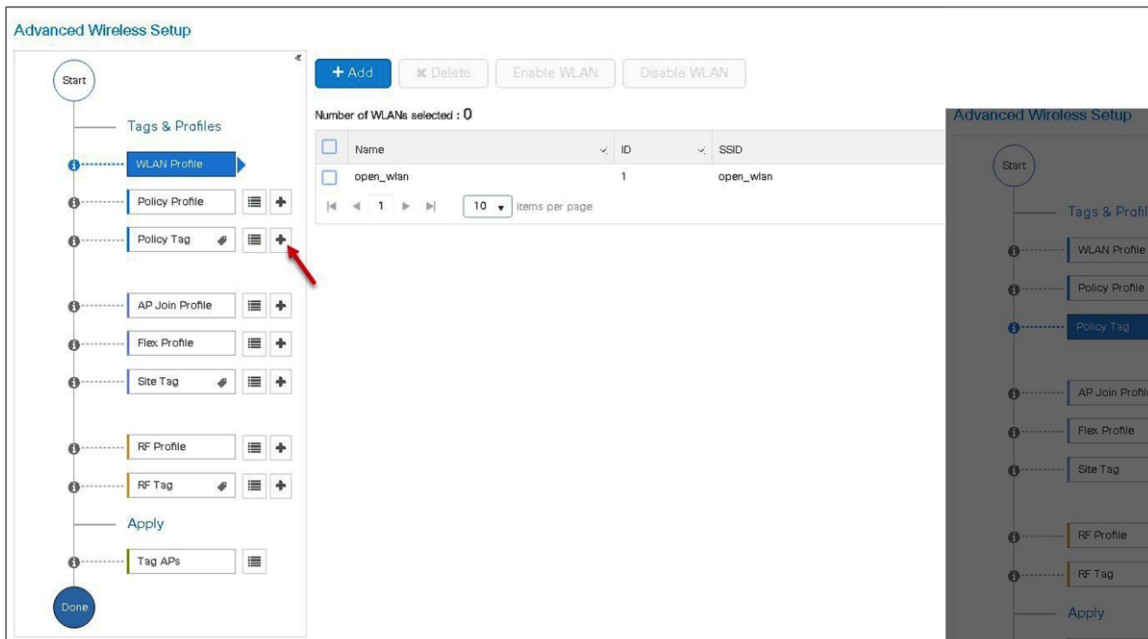 Advanced Wireless Setup
Start
Tags & Profiles
WLAN Profile
Policy Profile
Policy Tag
AP Join Profile
Flex Profile
Site Tag
RF Profile
RF Tag
Apply
Tag APs
Done
+ Add
✖ Delete
Enable WLAN
Disable WLAN
Number of WLANs selected : 0
Name ID SSID
open_wlan 1 open_wlan
1 10 items per page
Advanced Wireless Setup
Start
Tags & Profil
WLAN Profile
Policy Profile
Policy Tag
AP Join Profile
Flex Profile
Site Tag
RF Profile
RF Tag
Apply